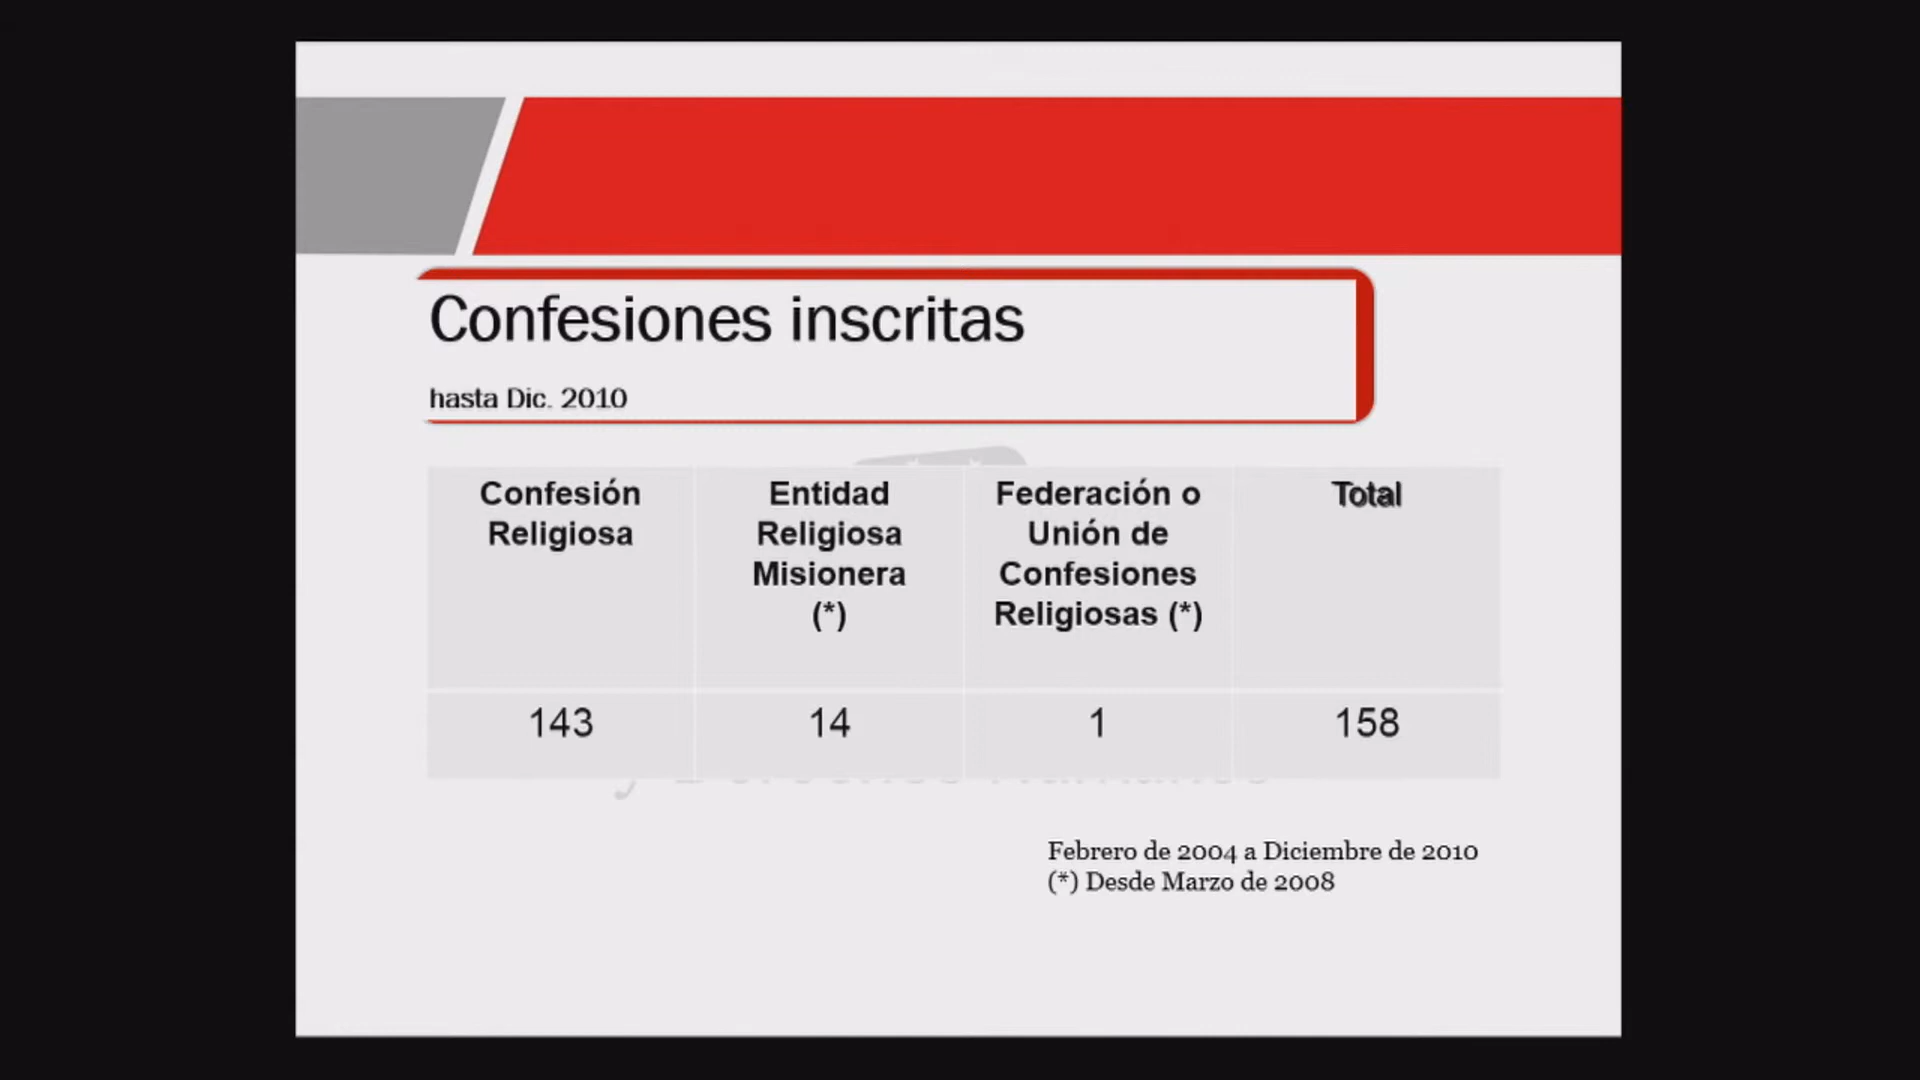 Confesiones inscritas
hasta Dic. 2010
Confesión
Religiosa
Entidad
Religiosa
Misionera
(*)
Federación o
Unión de
Confesiones
Religiosas (*)
Total
143
14
1
158
Febrero de 2004 a Diciembre de 2010
(*) Desde Marzo de 2008